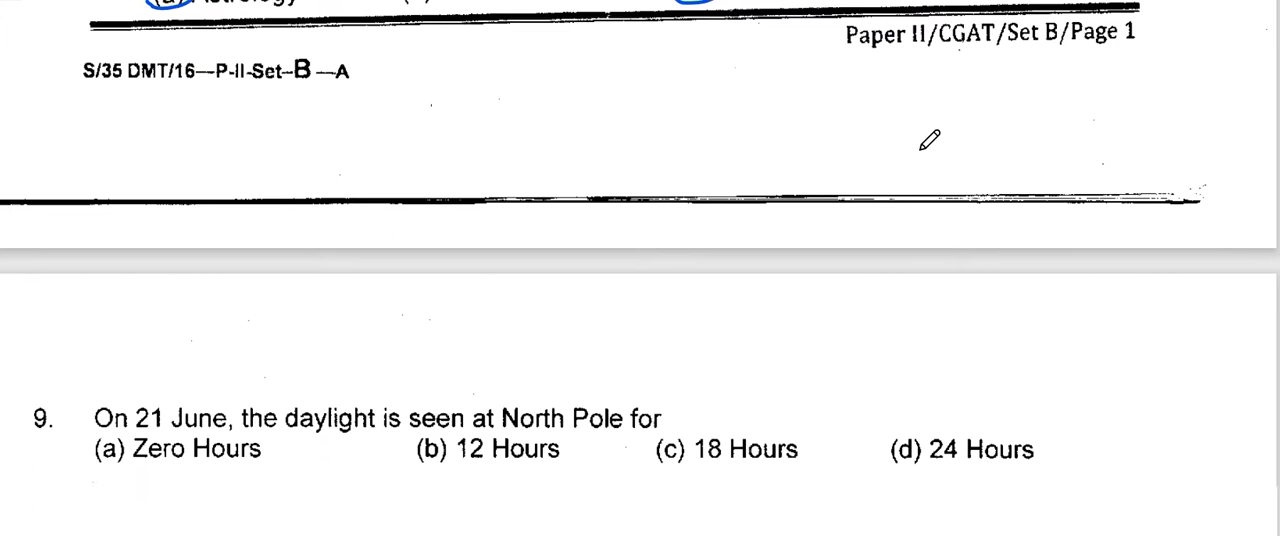 (a) Astrology
Paper II/CGAT/Set B/Page 1
S/35 DMT/16—P-II-Set–B —A
9. On 21 June, the daylight is seen at North Pole for
(a) Zero Hours (b) 12 Hours (c) 18 Hours (d) 24 Hours